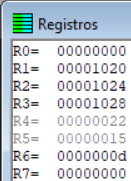 Registros
R0= 00000000
R1= 00001020
R2= 00001024
R3= 00001028
R4= 00000022
R5= 00000015
R6= 0000000d
R7= 00000000